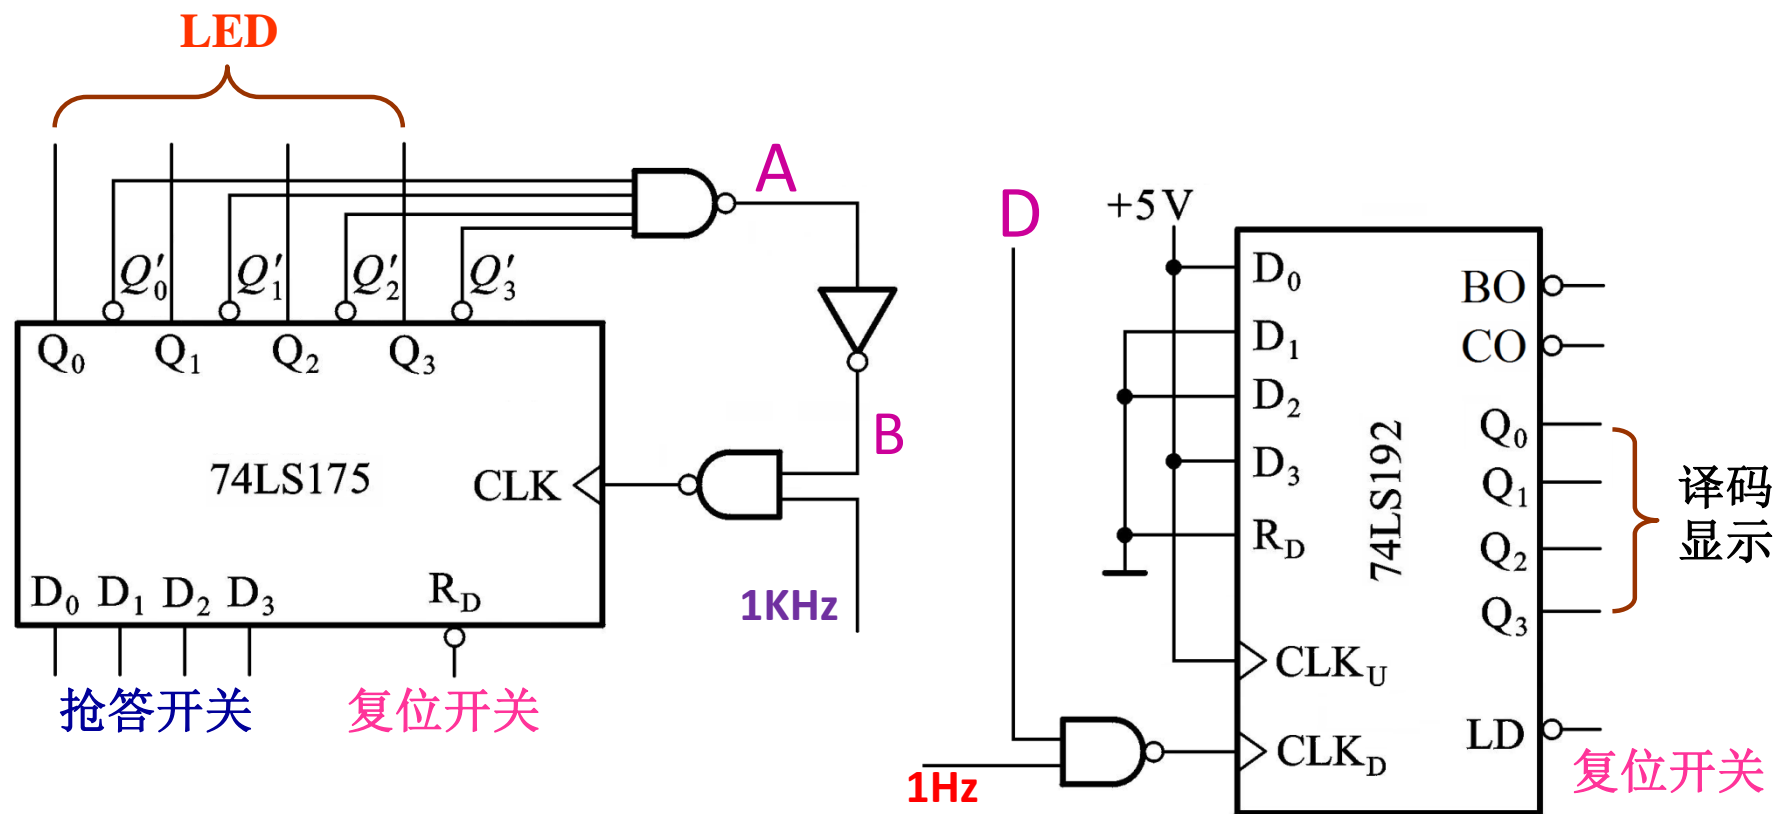 LED
A
Q′0 Q′1 Q′2 Q′3
Q0 Q1 Q2 Q3
B
74LS175
CLK
D0 D1 D2 D3
RD
1KHz
抢答开关
复位开关
D
+5V
D0
D1
D2
D3
RD
CLKU
CLKD
1Hz
74LS192
BO
CO
Q0
Q1
Q2
Q3
LD
译码
显示
复位开关